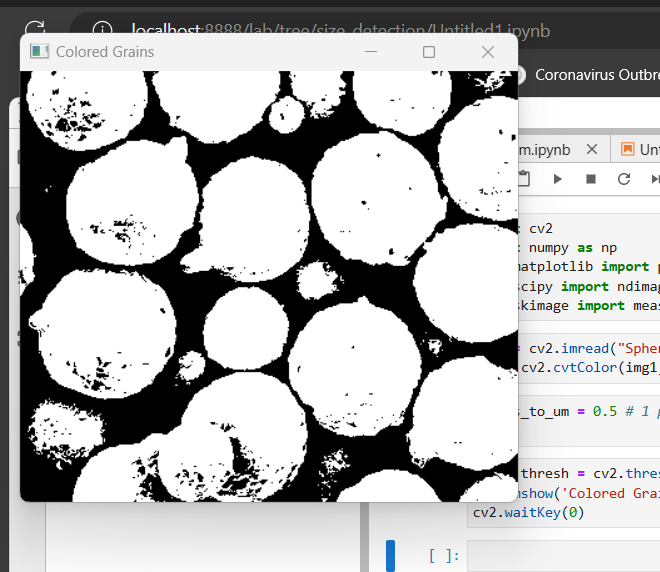 localhost:8888/lab/tree/size_detection/Untitled1.ipynb
Colored Grains
Coronavirus Outbre
m.ipynb
Un
cv2
numpy as np
matplotlib import p
scipy import ndimag
skimage import meas
= cv2.imread("Spher
cv2.cvtColor(img1,
s_to_um = 0.5 # 1 p
thresh = cv2.thres
mshow('Colored Grai
cv2.waitKey(0)
[ ]: